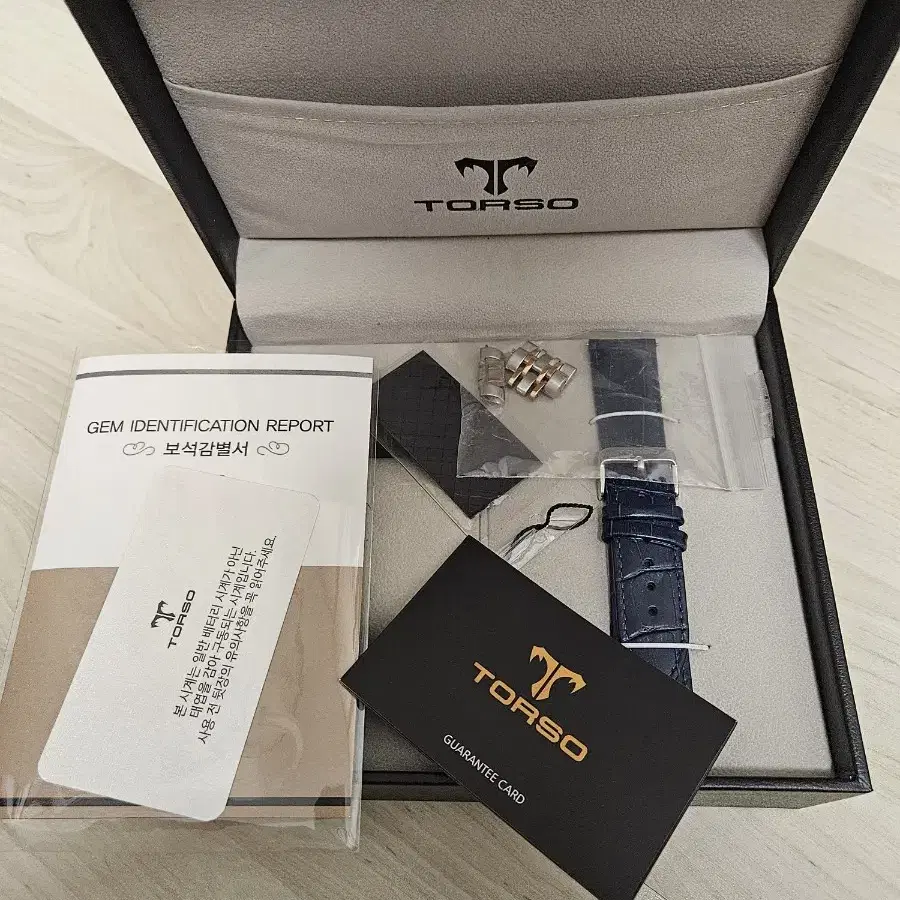 TORSO
GEM IDENTIFICATION REPORT
보석감별서
TORSO
본 시계는 일반 배터리 시계가 아닌
태엽을 감아 구동되는 시계입니다.
사용 전 뒷장의 유의사항을 꼭 읽어주세요.
TORSO
GUARANTEE CARD